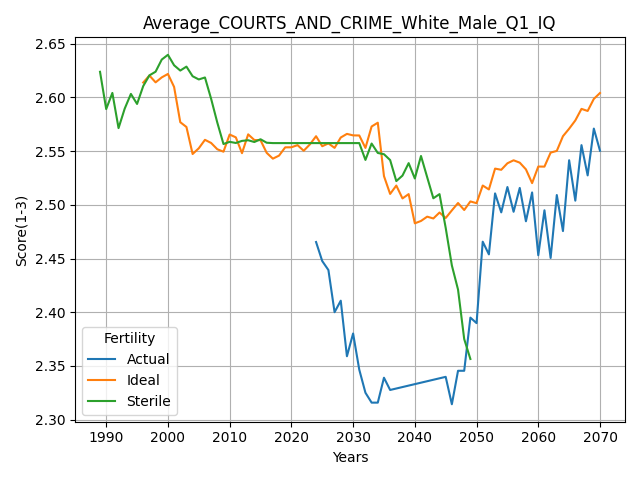 Average_COURTS_AND_CRIME_White_Male_Q1_IQ
Score(1-3)
2.65
2.60
2.55
2.50
2.45
2.40
2.35
2.30
Fertility
Actual
Ideal
Sterile
1990 2000 2010 2020 2030 2040 2050 2060 2070
Years